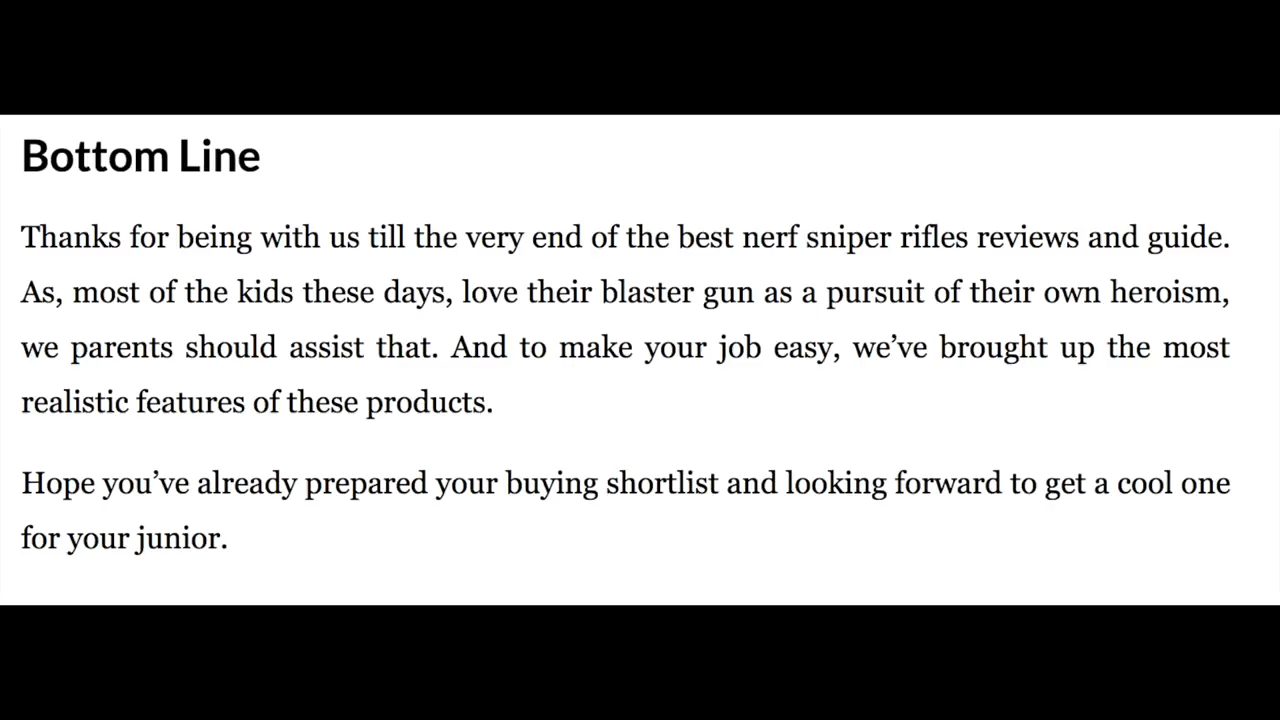 Bottom Line
Thanks for being with us till the very end of the best nerf sniper rifles reviews and guide.
As, most of the kids these days, love their blaster gun as a pursuit of their own heroism,
we parents should assist that. And to make your job easy, we’ve brought up the most
realistic features of these products.
Hope you’ve already prepared your buying shortlist and looking forward to get a cool one
for your junior.